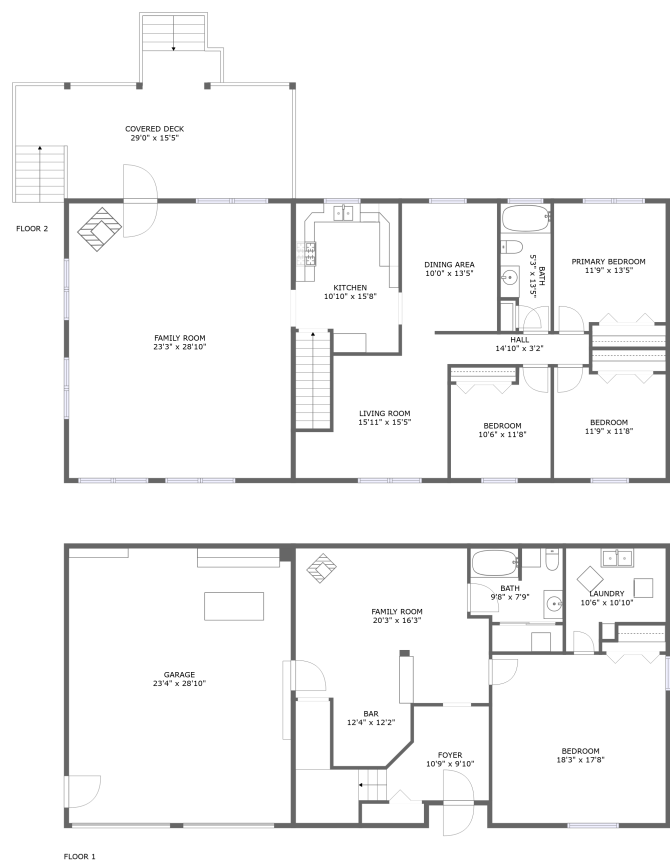 COVERED DECK
29'0" x 15'5"
FLOOR 2
FAMILY ROOM
23'3" x 28'10"
KITCHEN
10'10" x 15'8"
DINING AREA
10'0" x 13'5"
BATH
5'3" x 13'5"
PRIMARY BEDROOM
11'9" x 13'5"
HALL
14'10" x 3'2"
LIVING ROOM
15'11" x 15'5"
BEDROOM
10'6" x 11'8"
BEDROOM
11'9" x 11'8"
GARAGE
23'4" x 28'10"
FAMILY ROOM
20'3" x 16'3"
BATH
9'8" x 7'9"
LAUNDRY
10'6" x 10'10"
BAR
12'4" x 12'2"
FOYER
10'9" x 9'10"
BEDROOM
18'3" x 17'8"
FLOOR 1